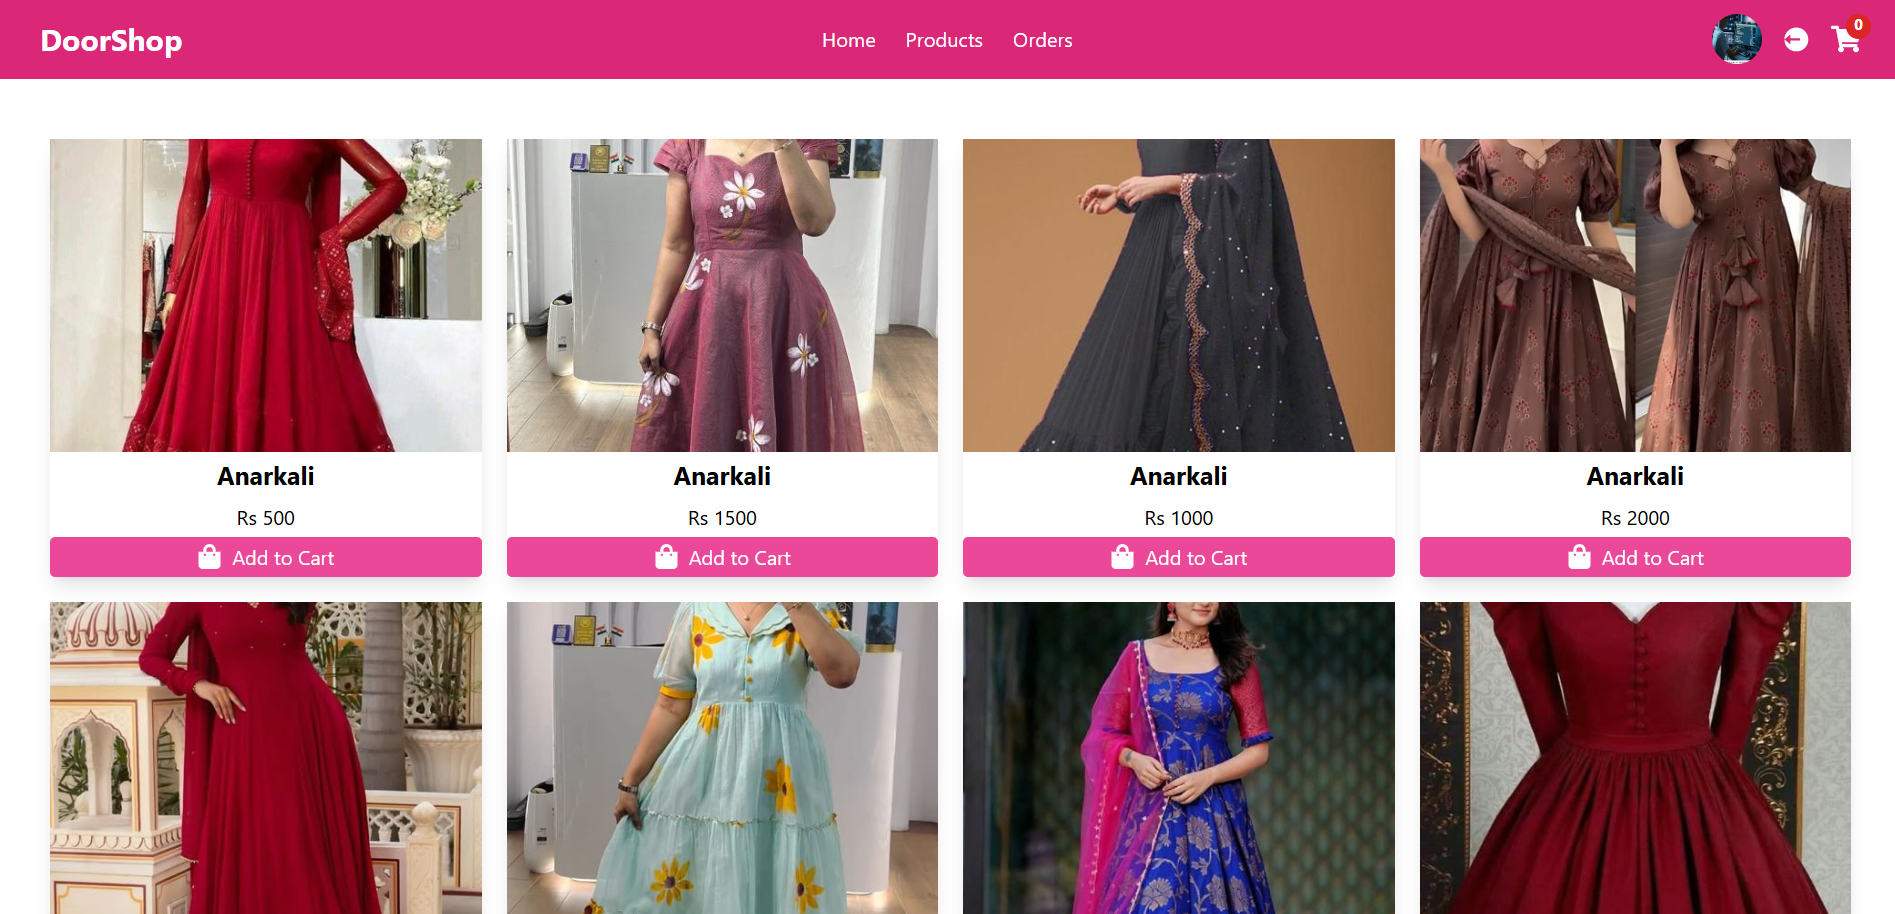 DoorShop
Home Products Orders
0
Anarkali
Rs 500
Add to Cart
Anarkali
Rs 1500
Add to Cart
Anarkali
Rs 1000
Add to Cart
Anarkali
Rs 2000
Add to Cart